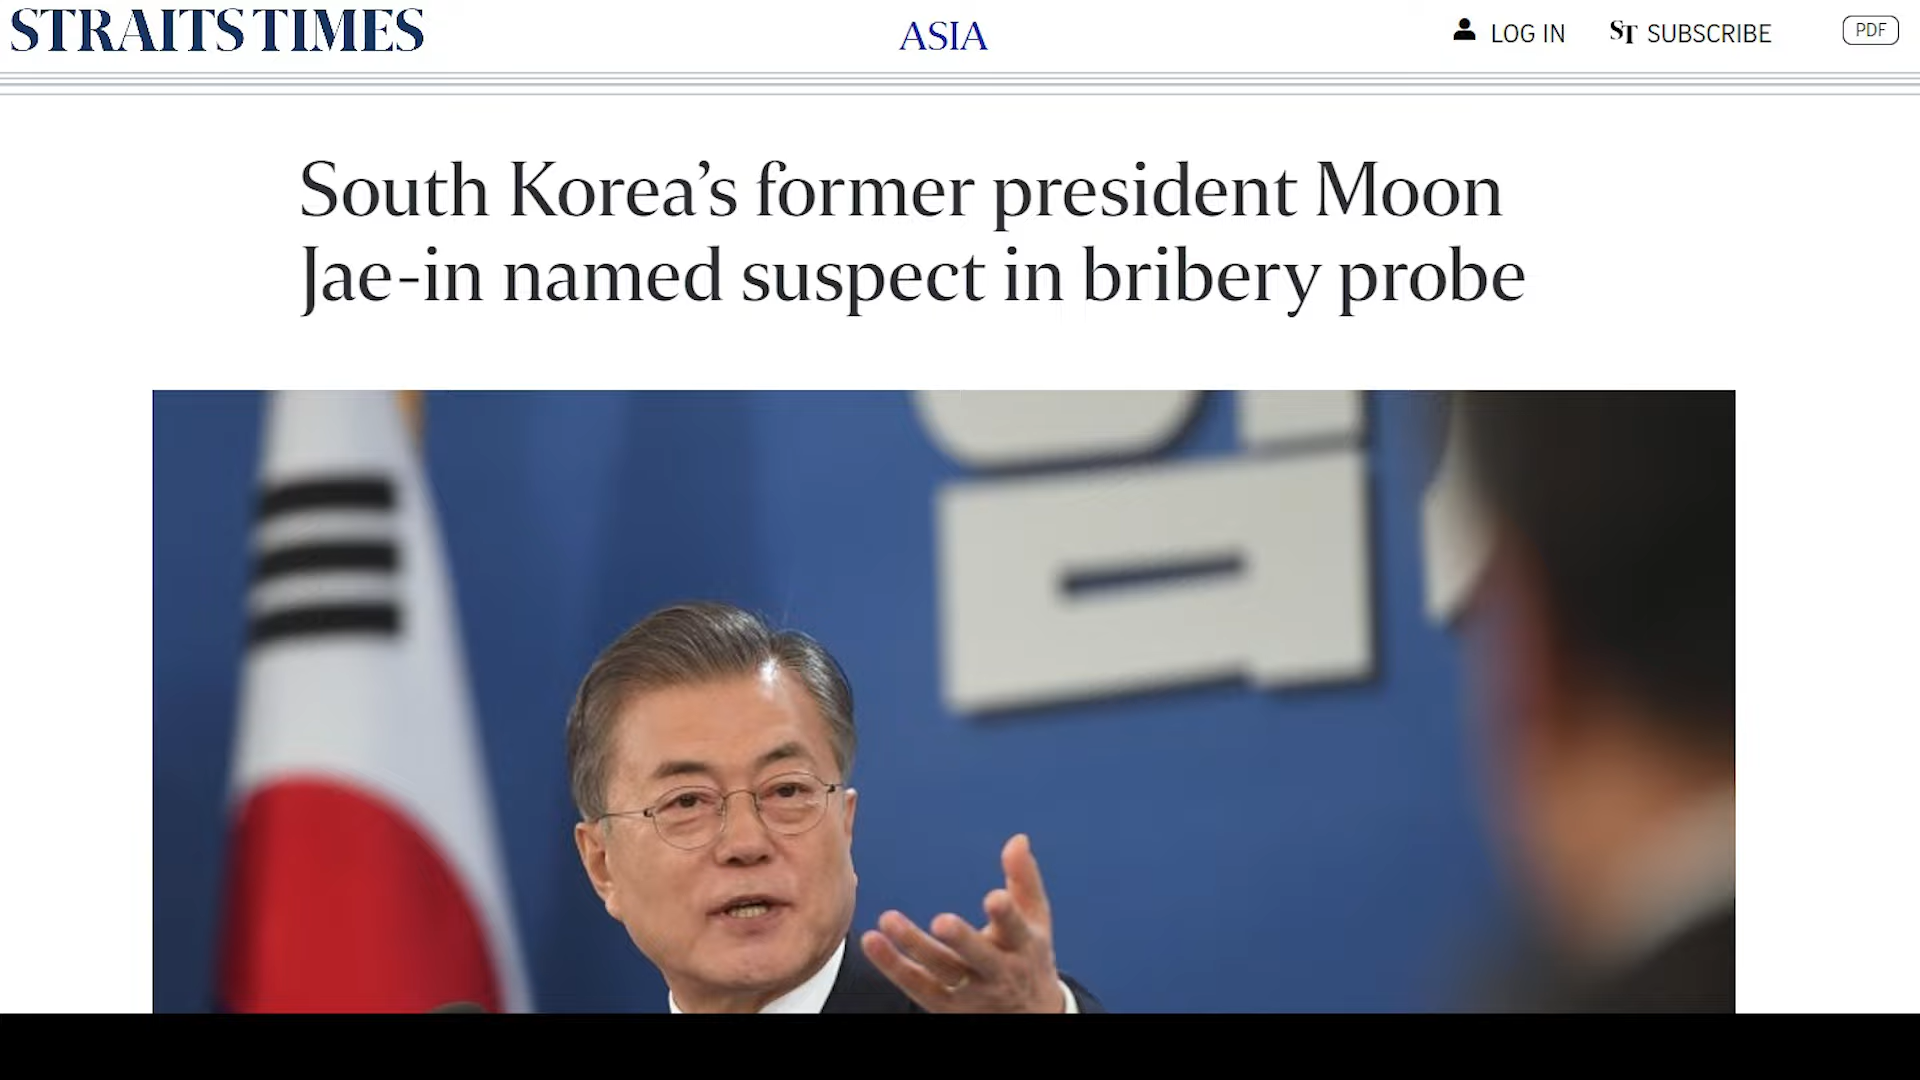 STRAITS TIMES
ASIA
LOG IN
ST SUBSCRIBE
PDF
South Korea’s former president Moon
Jae-in named suspect in bribery probe